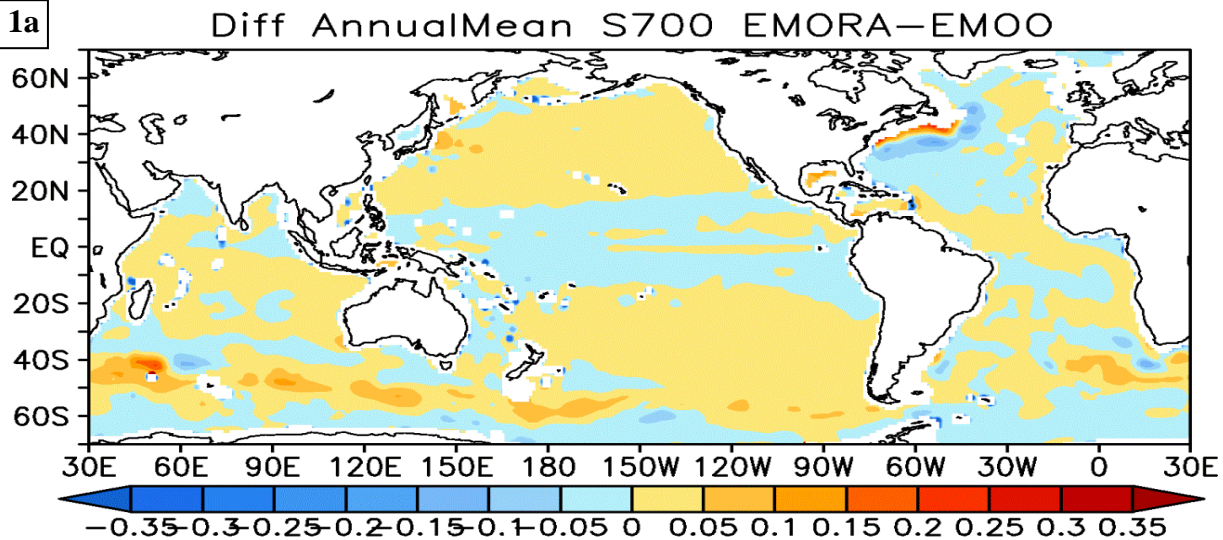 1a
Diff AnnualMean S700 EMORA−EMOO
60N
40N
20N
EQ
20S
40S
60S
30E 60E 90E 120E 150E 180 150W 120W 90W 60W 30W 0 30E
−0.35 −0.3 −0.25 −0.2 −0.15 −0.1 −0.05 0 0.05 0.1 0.15 0.2 0.25 0.3 0.35